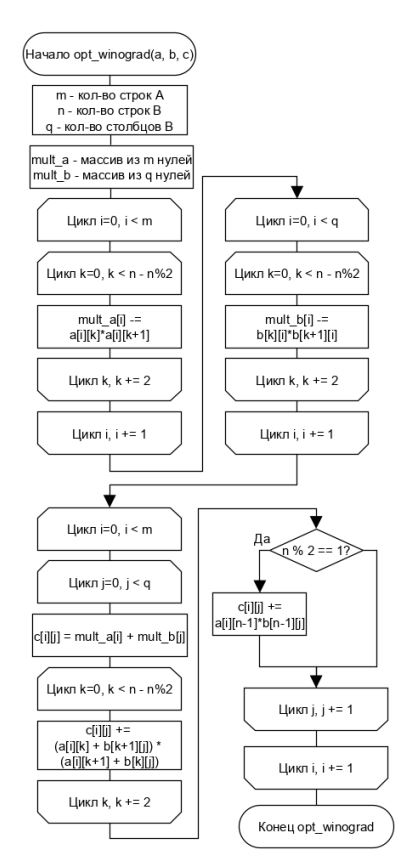 Начало opt_winograd(a, b, c)
m - кол-во строк A
n - кол-во строк B
q - кол-во столбцов B
mult_a - массив из m нулей
mult_b - массив из q нулей
Цикл i=0, i < m
Цикл k=0, k < n - n%2
mult_a[i] -=
a[i][k]*a[i][k+1]
Цикл k, k += 2
Цикл i, i += 1
Цикл i=0, i < q
Цикл k=0, k < n - n%2
mult_b[i] -=
b[k][i]*b[k+1][i]
Цикл k, k += 2
Цикл i, i += 1
Цикл i=0, i < m
Цикл j=0, j < q
c[i][j] = mult_a[i] + mult_b[j]
Цикл k=0, k < n - n%2
c[i][j] +=
(a[i][k] + b[k+1][j]) *
(a[i][k+1] + b[k][j])
Цикл k, k += 2
n % 2 == 1?
Да
c[i][j] +=
a[i][n-1]*b[n-1][j]
Цикл j, j += 1
Цикл i, i += 1
Конец opt_winograd